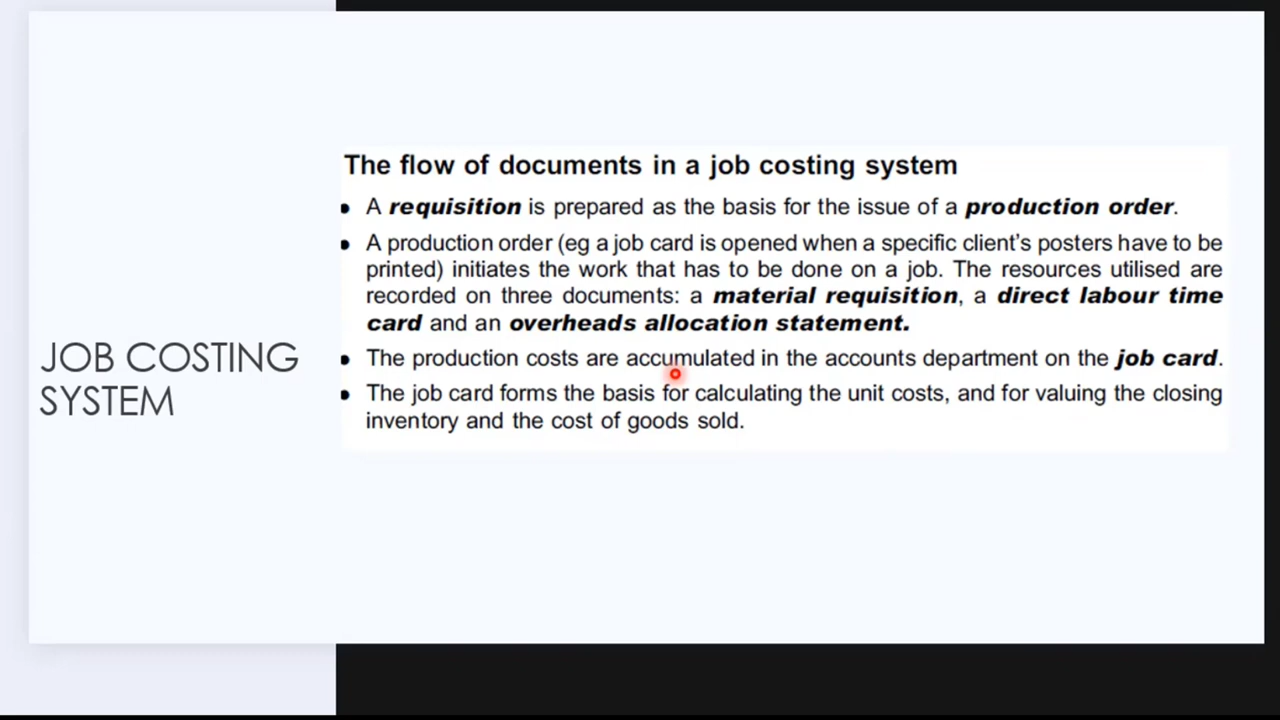 JOB COSTING
SYSTEM
The flow of documents in a job costing system
• A requisition is prepared as the basis for the issue of a production order.
• A production order (eg a job card is opened when a specific client's posters have to be
printed) initiates the work that has to be done on a job. The resources utilised are
recorded on three documents: a material requisition, a direct labour time
card and an overheads allocation statement.
• The production costs are accumulated in the accounts department on the job card.
• The job card forms the basis for calculating the unit costs, and for valuing the closing
inventory and the cost of goods sold.